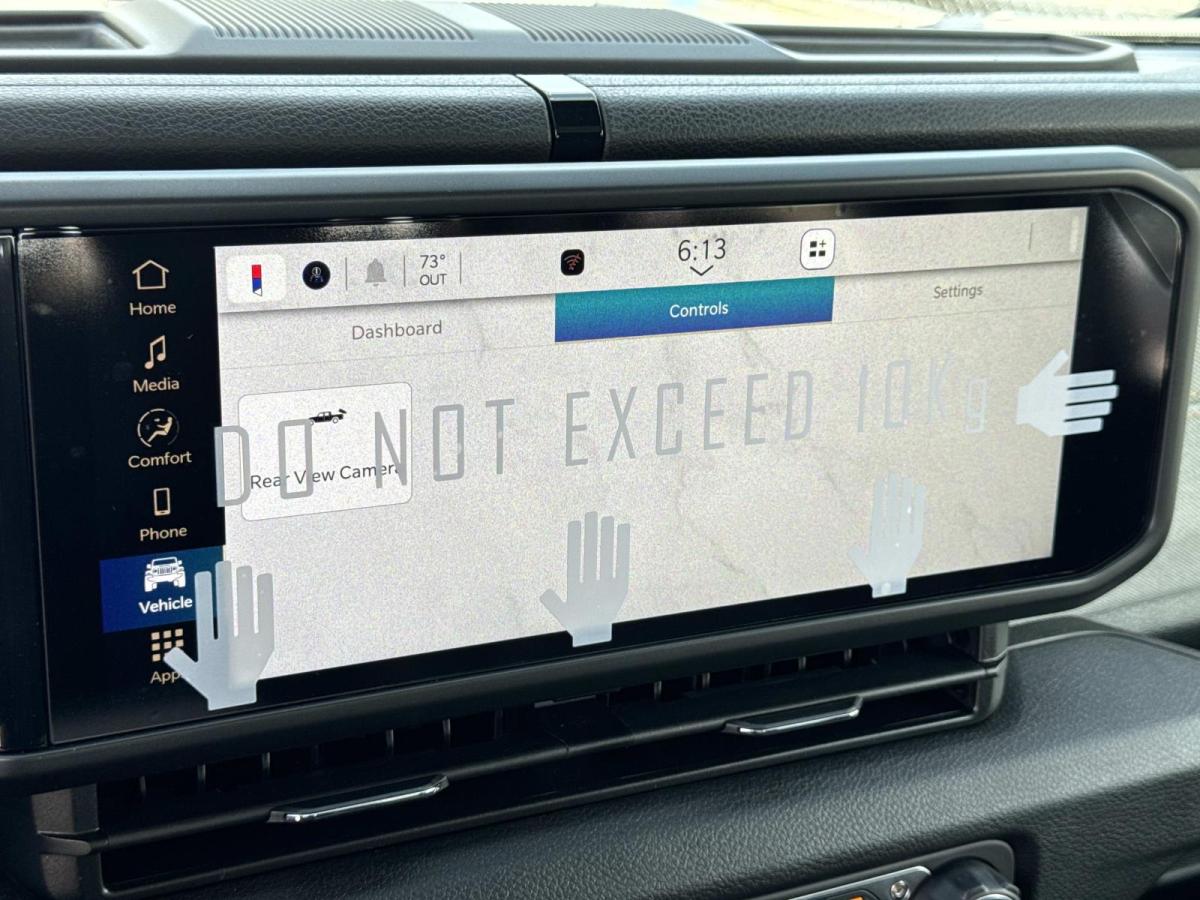 73°
OUT
6:13
Home
Media
Comfort
Phone
Vehicle
App
Dashboard
Controls
Settings
Rear View Camera
DO NOT EXCEED 10Kg